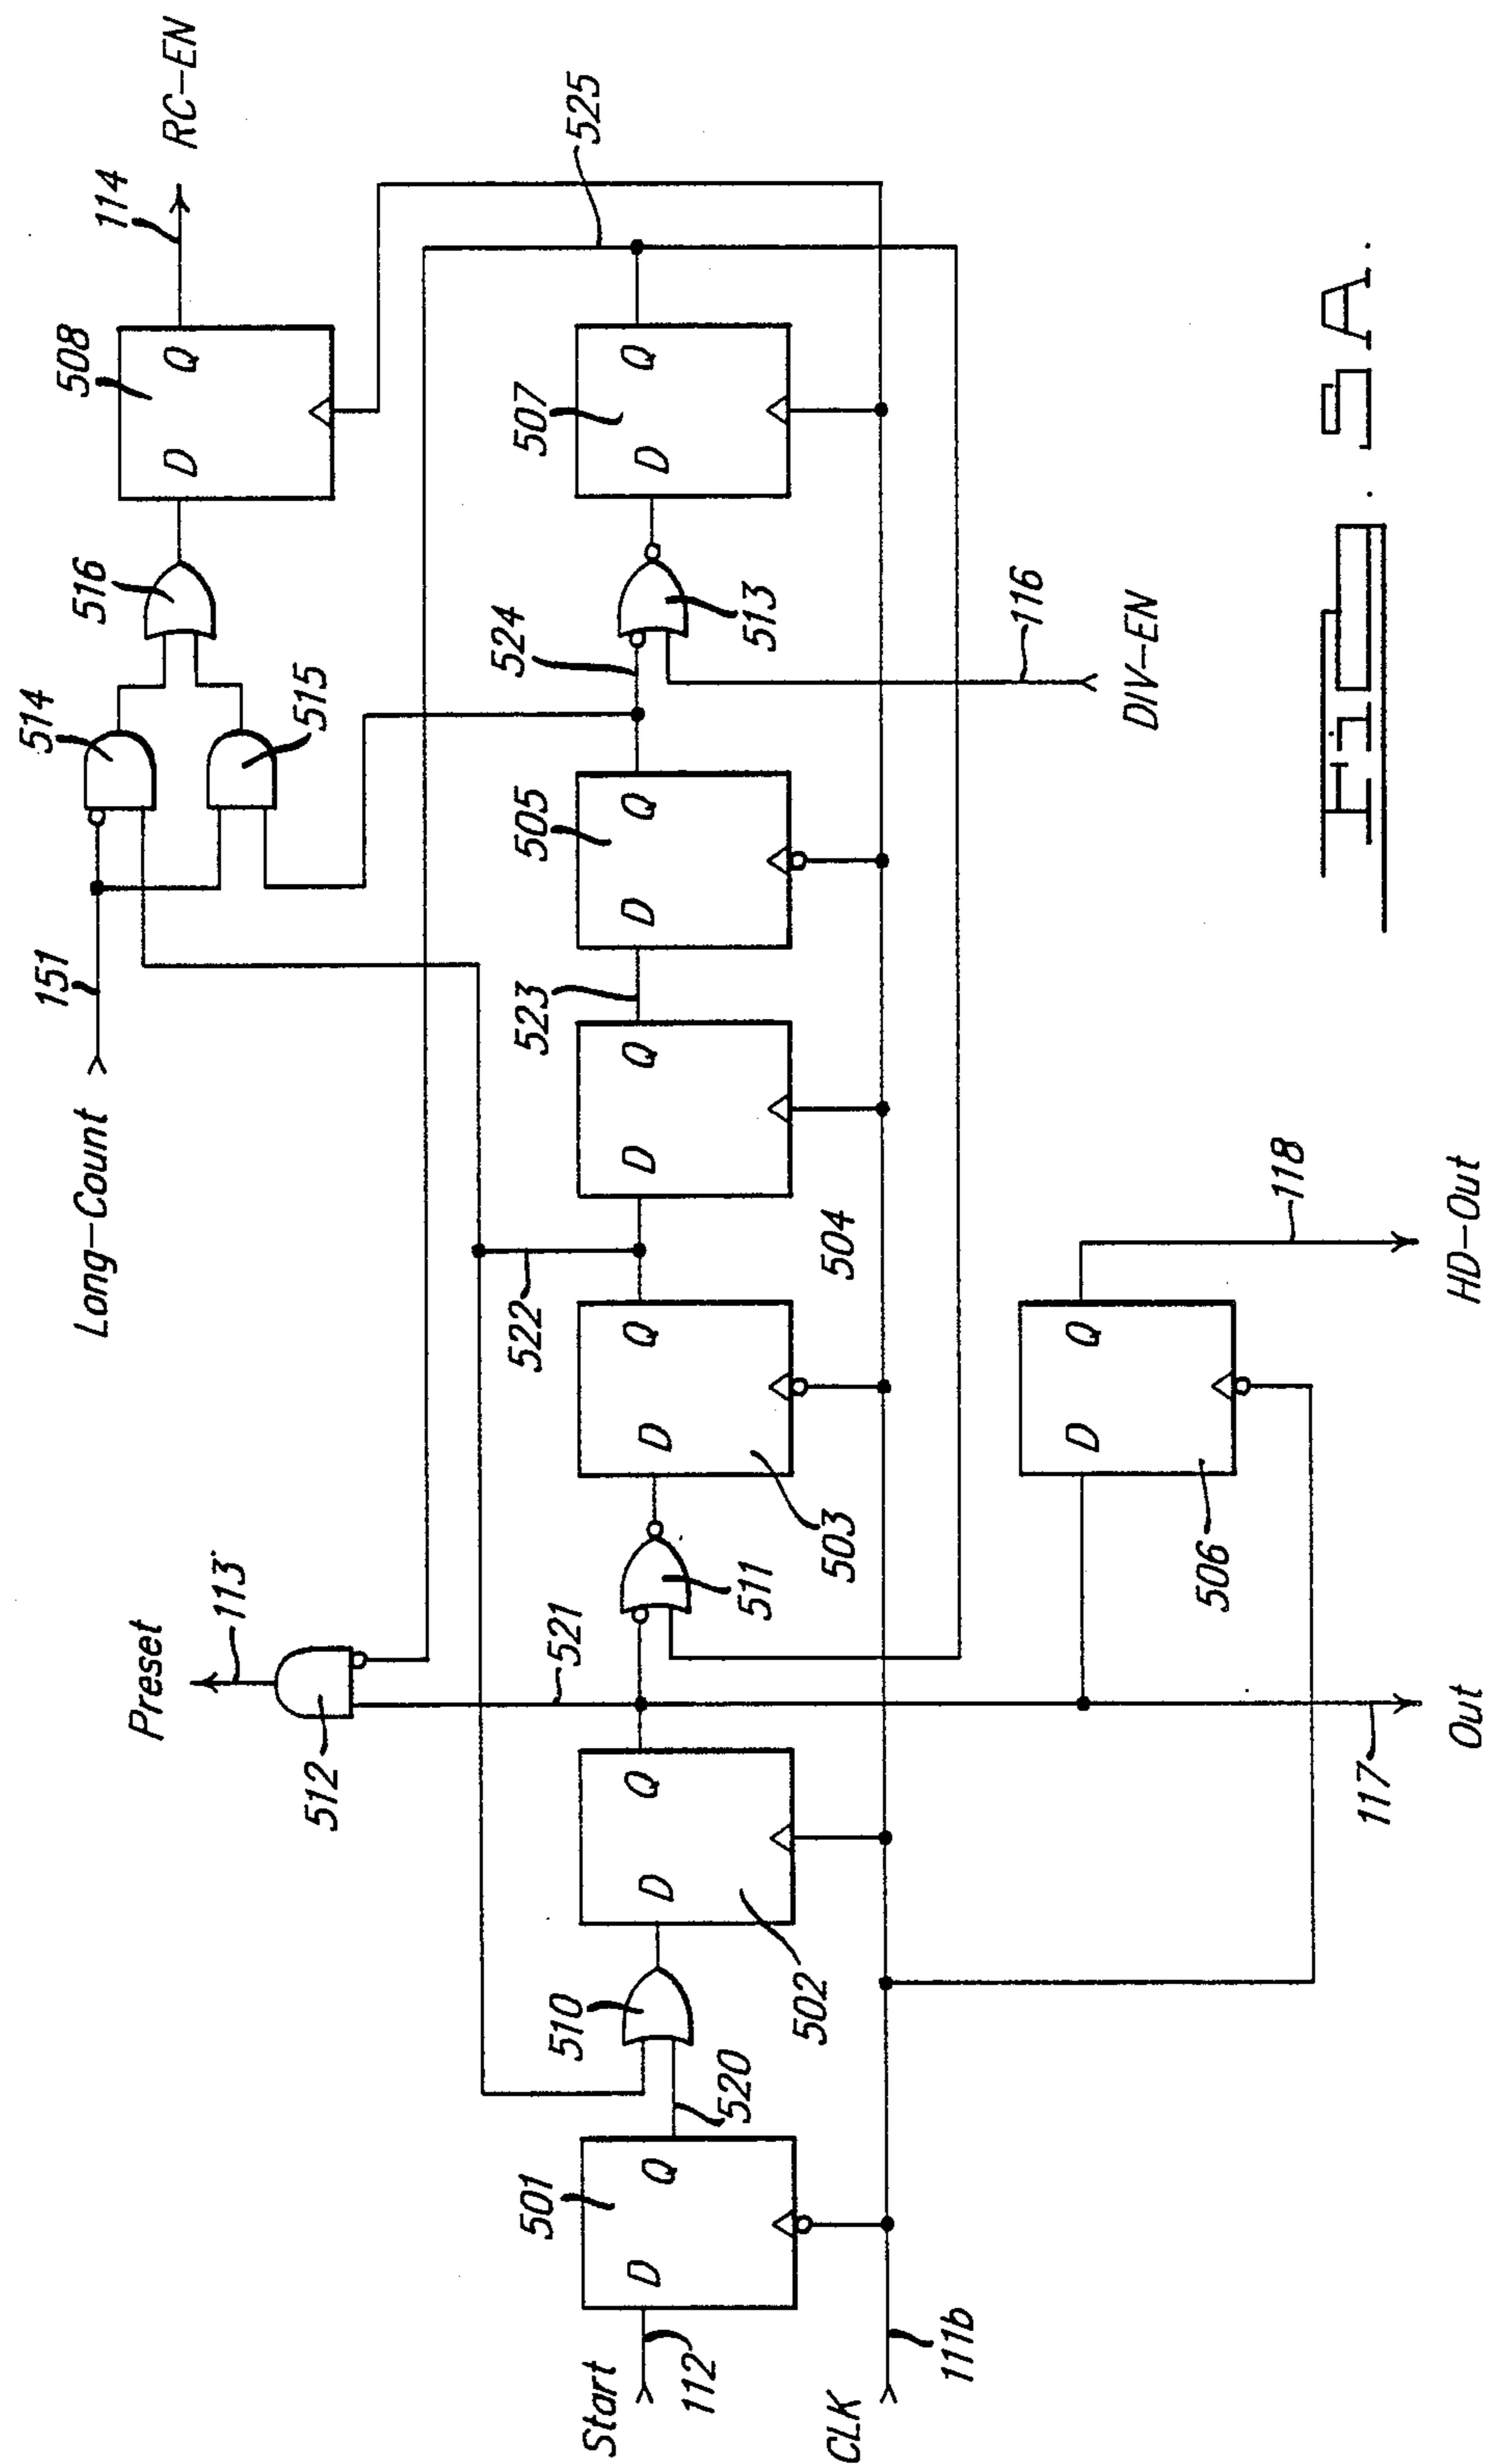 Long-Count
151
514
516
508
114
RC-EN
515
Preset
113
512
D
Q
525
522
523
524
505
507
510
521
501
D
Q
520
D
Q
511
D
Q
D
Q
D
Q
513
D
Q
Start
112
502
503
504
116
DIV-EN
CLK
111b
D
Q
506
118
HD-Out
117
Out
Fig. 5A.